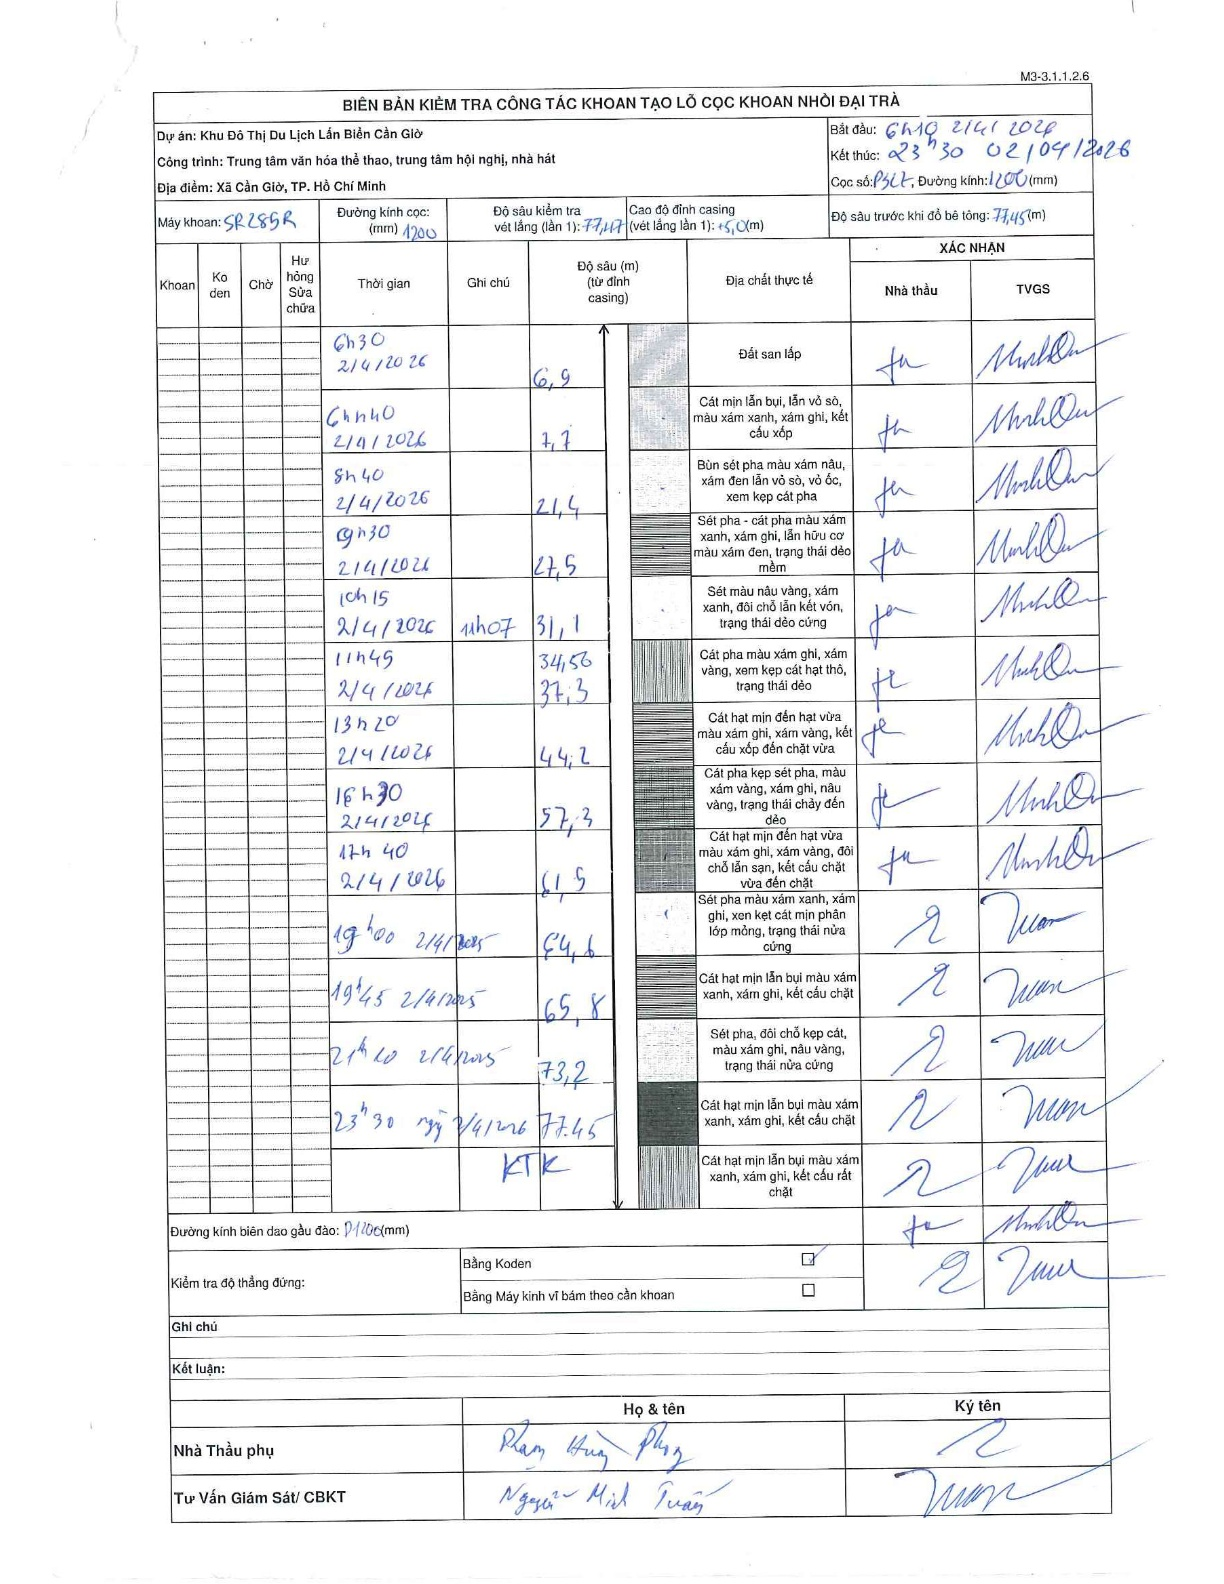 M3-3.1.1.2.6
BIÊN BẢN KIỂM TRA CÔNG TÁC KHOAN TẠO LỖ CỌC KHOAN NHỒI ĐẠI TRÀ
Dự án: Khu Đô Thị Du Lịch Lấn Biển Cần Giờ
Công trình: Trung tâm văn hóa thể thao, trung tâm hội nghị, nhà hát
Địa điểm: Xã Cần Giờ, TP. Hồ Chí Minh
Bắt đầu: 6h10 2/4/2026
Kết thúc: 23h30 02/04/2026
Cọc số: , Đường kính: 1200 (mm)
Máy khoan: SR285R
Đường kính cọc: (mm) 1200
Độ sâu kiểm tra vét lắng (lần 1): 77,47
Cao độ đỉnh casing (vét lắng lần 1): +5,0 (m)
Độ sâu trước khi đổ bê tông: 77,45 (m)
Khoan
Ko den
Chờ
Hư hỏng Sửa chữa
Thời gian
Ghi chú
Độ sâu (m) (từ đỉnh casing)
Địa chất thực tế
XÁC NHẬN
Nhà thầu
TVGS
6h30
2/4/2026
6,9
Đất san lấp
6h40
2/4/2026
7,7
Cát mịn lẫn bụi, lẫn vỏ sò,
màu xám xanh, xám ghi, kết
cấu xốp
8h40
2/4/2026
21,4
Bùn sét pha màu xám nâu,
xám đen lẫn vỏ sò, vỏ ốc,
xem kẹp cát pha
9h30
2/4/2026
27,5
Sét pha - cát pha màu xám
xanh, xám ghi, lẫn hữu cơ
màu xám đen, trạng thái dẻo
mềm
10h15
2/4/2026 11h07 31,1
Sét màu nâu vàng, xám
xanh, đôi chỗ lẫn kết vón,
trạng thái dẻo cứng
11h45 34,56
2/4/2026 37,3
Cát pha màu xám ghi, xám
vàng, xem kẹp cát hạt thô,
trạng thái dẻo
13h20
2/4/2026 44,2
Cát hạt mịn đến hạt vừa
màu xám ghi, xám vàng, kết
cấu xốp đến chặt vừa
16h30
2/4/2026 57,3
Cát pha kẹp sét pha, màu
xám vàng, xám ghi, nâu
vàng, trạng thái chảy đến
dẻo
17h40
2/4/2026 61,5
Cát hạt mịn đến hạt vừa
màu xám ghi, xám vàng, đôi
chỗ lẫn sạn, kết cấu chặt
vừa đến chặt
19h00 2/4/2025 64,6
Sét pha màu xám xanh, xám
ghi, xen kẹt cát mịn phân
lớp mỏng, trạng thái nửa
cứng
19h45 2/4/2025 65,8
Cát hạt mịn lẫn bụi màu xám
xanh, xám ghi, kết cấu chặt
2/4/2025 73,2
Sét pha, đôi chỗ kẹp cát,
màu xám ghi, nâu vàng,
trạng thái nửa cứng
23h30 ngày 2/4/2026 77.45
Cát hạt mịn lẫn bụi màu xám
xanh, xám ghi, kết cấu chặt
KTK
Cát hạt mịn lẫn bụi màu xám
xanh, xám ghi, kết cấu rất
chặt
Đường kính biên dao gầu đào: D1200 (mm)
Kiểm tra độ thẳng đứng:
Bằng Koden
Bằng Máy kinh vĩ bám theo cần khoan
Ghi chú
Kết luận:
Họ & tên
Ký tên
Nhà Thầu phụ
Phạm Hùng Phong
Tư Vấn Giám Sát/ CBKT
Nguyễn Minh Tuấn